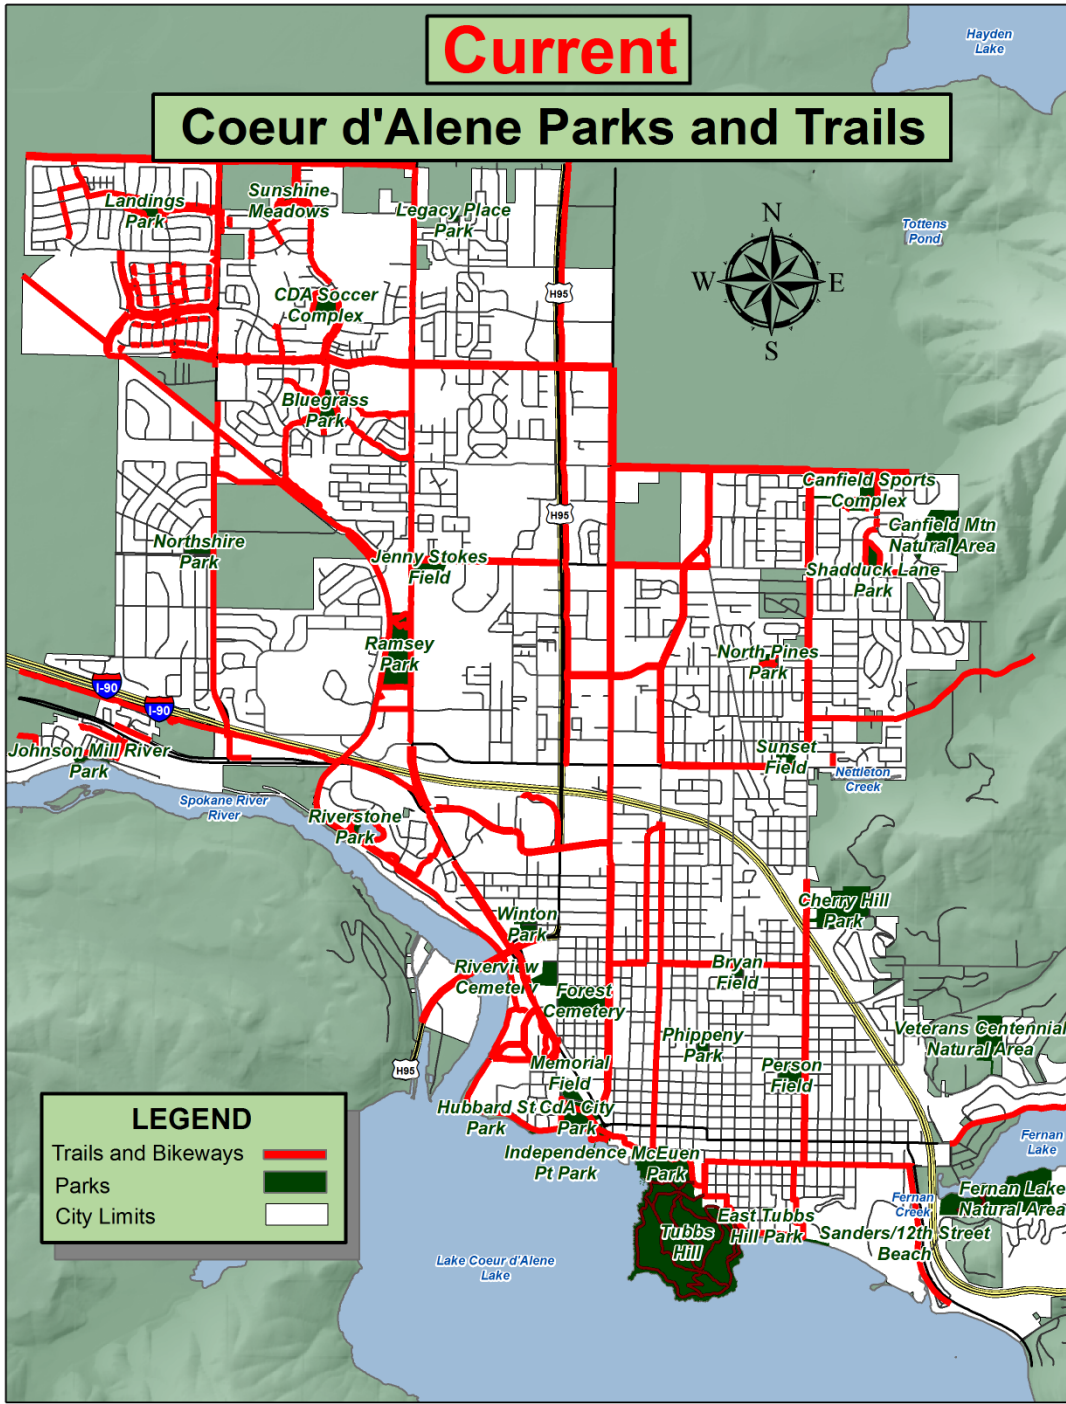 Current
Coeur d'Alene Parks and Trails
Hayden
Lake
Landings
Park
Sunshine
Meadows
Legacy Place
Park
Tottens
Pond
N
W
E
S
CDA Soccer
Complex
H95
Bluegrass
Park
Canfield Sports
Complex
H95
Canfield Mtn
Natural Area
Northshire
Park
Jenny Stokes
Field
Shadduck Lane
Park
Ramsey
Park
North Pines
Park
I-90
I-90
Johnson Mill River
Park
Sunset
Field
Nettleton
Creek
Spokane River
River
Riverstone
Park
Cherry Hill
Park
Winton
Park
Riverview
Cemetery
Bryan
Field
Forest
Cemetery
Phippeny
Park
Veterans Centennial
Natural Area
H95
Memorial
Field
Person
Field
Hubbard St
Park
CdA City
Park
Independence
Pt Park
McEuen
Park
Fernan
Lake
Fernan
Creek
Fernan Lake
Natural Area
Tubbs
Hill
East Tubbs
Hill Park
Sanders/12th Street
Beach
Lake Coeur d'Alene
Lake
LEGEND
Trails and Bikeways
Parks
City Limits